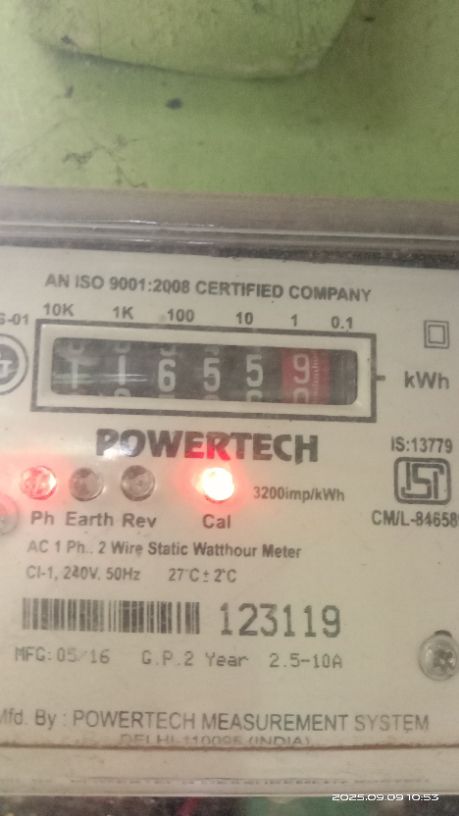 AN ISO 9001:2008 CERTIFIED COMPANY
S-01 10K 1K 100 10 1 0.1
1 1 6 5 5 9 kWh
POWERTECH
IS:13779
3200imp/kWh
ISI
Ph Earth Rev Cal
CM/L-846589
AC 1 Ph.. 2 Wire Static Watthour Meter
Cl-1, 240V. 50Hz 27°C±2°C
123119
MFG:05/16 G.P.2 Year 2.5-10A
Mfd. By : POWERTECH MEASUREMENT SYSTEM
DELHI-110095 (INDIA)
2025.09.09 10:53